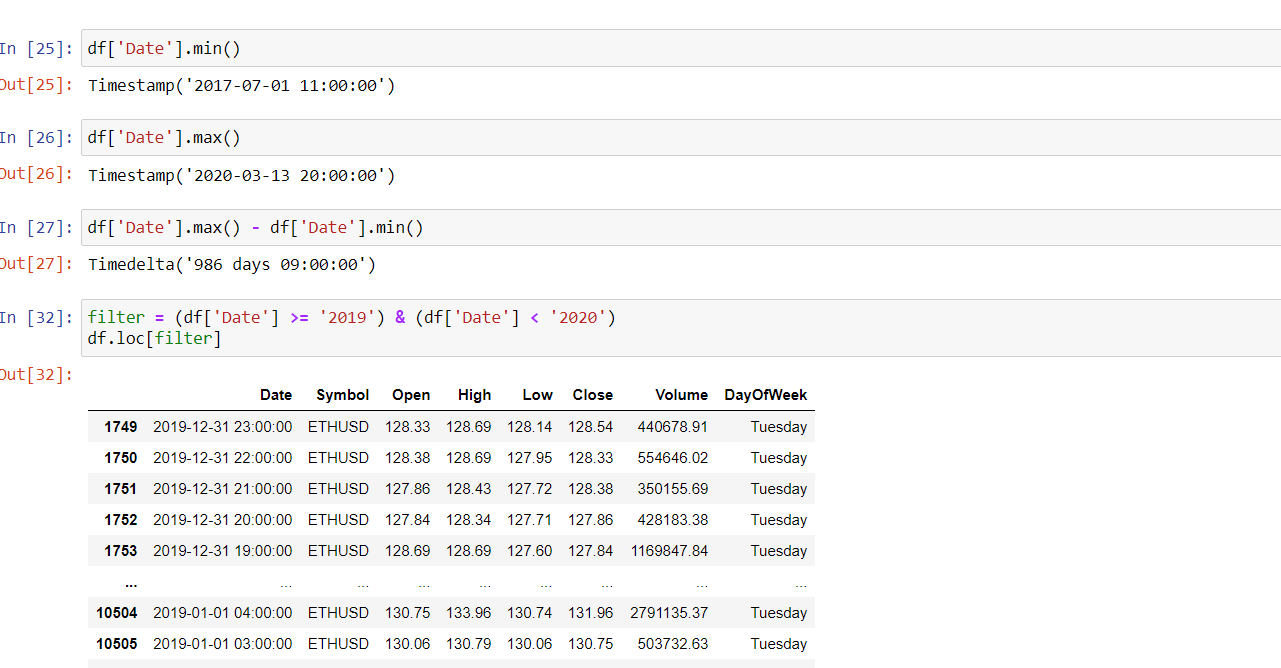 In [25]: df['Date'].min()
Out[25]: Timestamp('2017-07-01 11:00:00')
In [26]: df['Date'].max()
Out[26]: Timestamp('2020-03-13 20:00:00')
In [27]: df['Date'].max() - df['Date'].min()
Out[27]: Timedelta('986 days 09:00:00')
In [32]: filter = (df['Date'] >= '2019') & (df['Date'] < '2020')
df.loc[filter]
Out[32]:
Date Symbol Open High Low Close Volume DayOfWeek
1749 2019-12-31 23:00:00 ETHUSD 128.33 128.69 128.14 128.54 440678.91 Tuesday
1750 2019-12-31 22:00:00 ETHUSD 128.38 128.69 127.95 128.33 554646.02 Tuesday
1751 2019-12-31 21:00:00 ETHUSD 127.86 128.43 127.72 128.38 350155.69 Tuesday
1752 2019-12-31 20:00:00 ETHUSD 127.84 128.34 127.71 127.86 428183.38 Tuesday
1753 2019-12-31 19:00:00 ETHUSD 128.69 128.69 127.60 127.84 1169847.84 Tuesday
... ... ... ... ... ... ... ... ...
10504 2019-01-01 04:00:00 ETHUSD 130.75 133.96 130.74 131.96 2791135.37 Tuesday
10505 2019-01-01 03:00:00 ETHUSD 130.06 130.79 130.06 130.75 503732.63 Tuesday